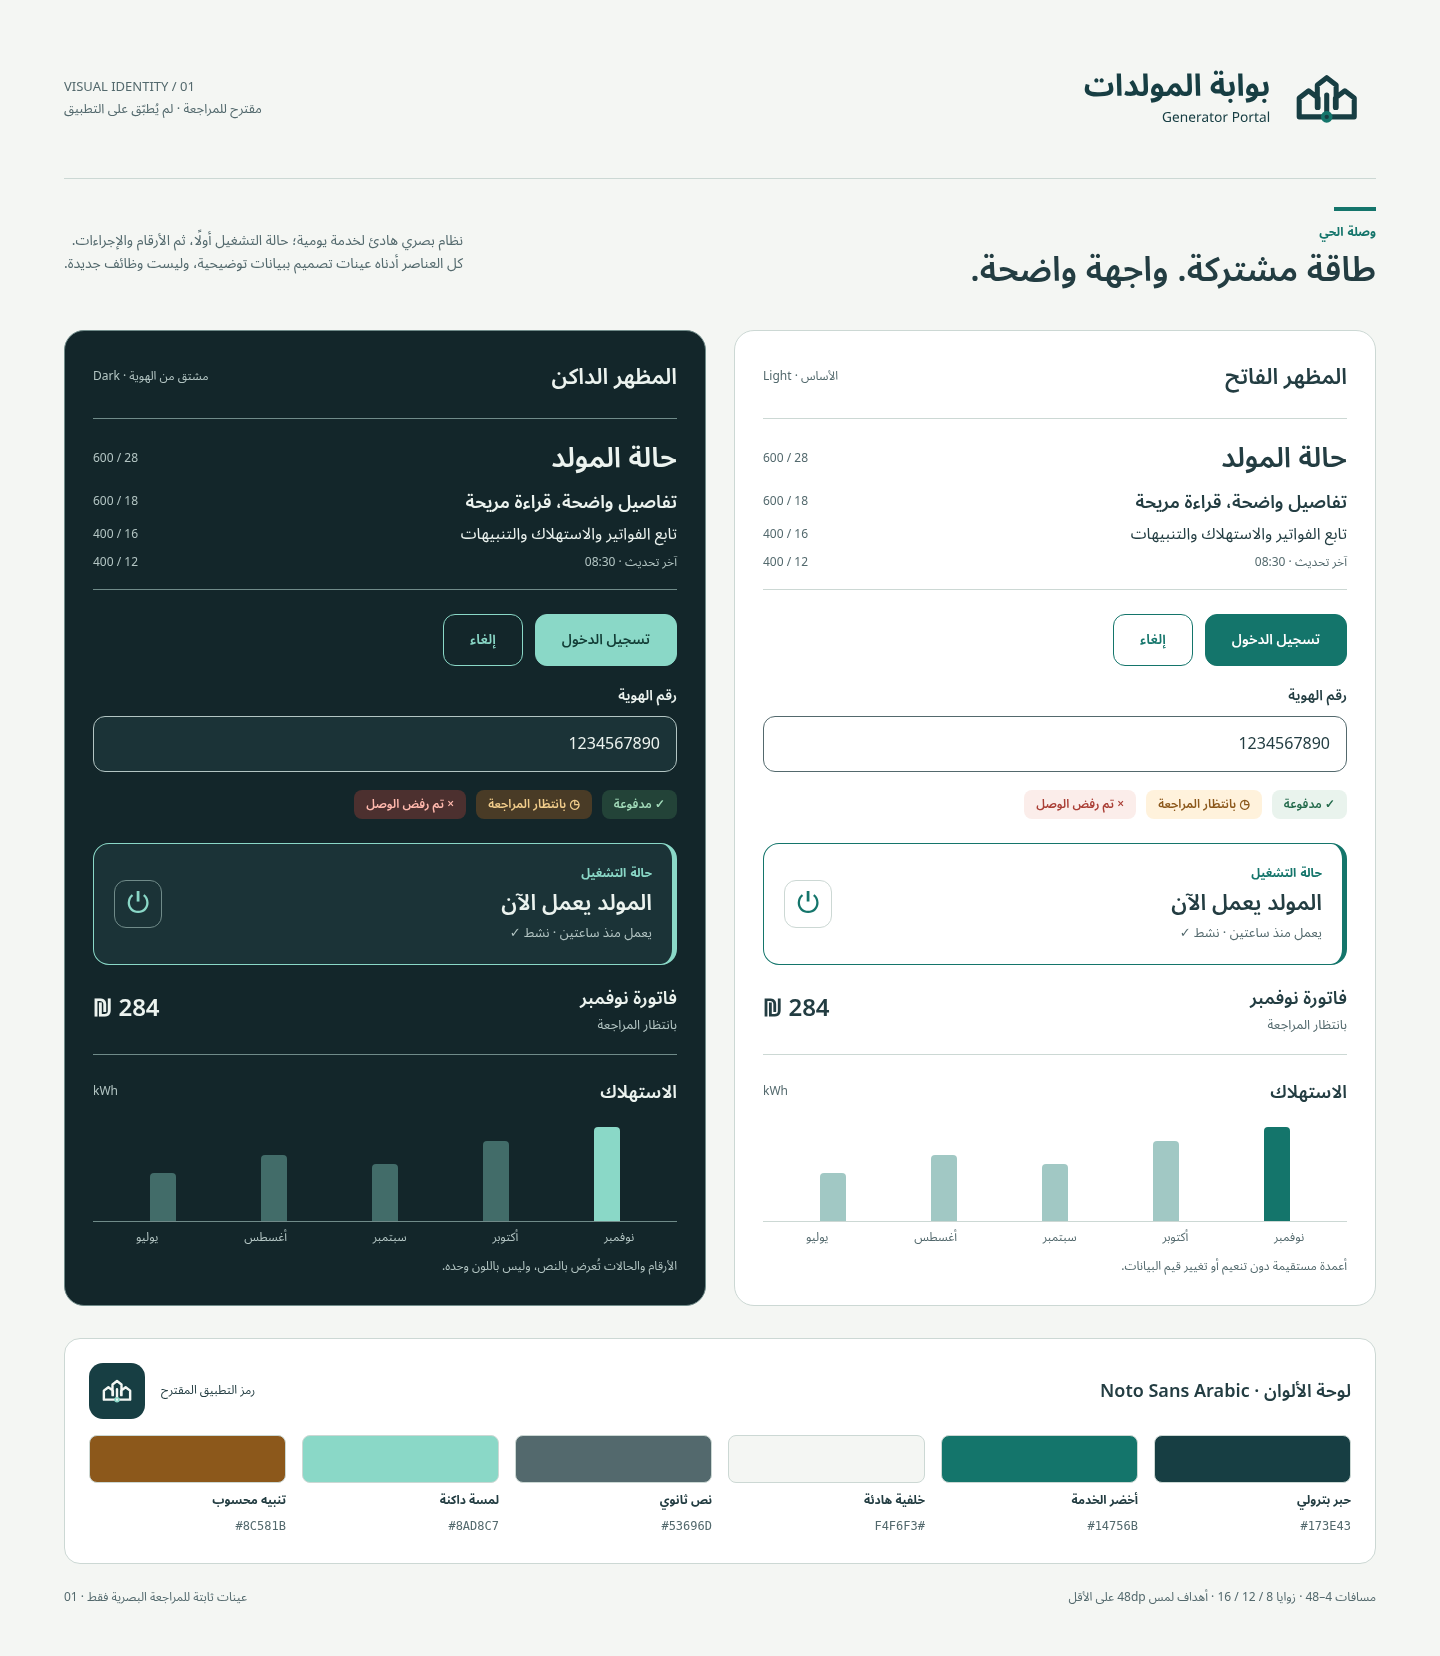 بوابة المولدات
Generator Portal
VISUAL IDENTITY / 01
مقترح للمراجعة · لم يُطبّق على التطبيق
وصلة الحي
طاقة مشتركة. واجهة واضحة.
نظام بصري هادئ لخدمة يومية؛ حالة التشغيل أولًا، ثم الأرقام والإجراءات.
كل العناصر أدناه عينات تصميم ببيانات توضيحية، وليست وظائف جديدة.
المظهر الفاتح
الأساس · Light
حالة المولد
600 / 28
تفاصيل واضحة، قراءة مريحة
600 / 18
تابع الفواتير والاستهلاك والتنبيهات
400 / 16
آخر تحديث · 08:30
400 / 12
تسجيل الدخول
إلغاء
رقم الهوية
1234567890
✓ مدفوعة
◷ بانتظار المراجعة
× تم رفض الوصل
حالة التشغيل
المولد يعمل الآن
يعمل منذ ساعتين · نشط ✓
فاتورة نوفمبر
بانتظار المراجعة
₪ 284
الاستهلاك
kWh
نوفمبر
أكتوبر
سبتمبر
أغسطس
يوليو
أعمدة مستقيمة دون تنعيم أو تغيير قيم البيانات.
المظهر الداكن
مشتق من الهوية · Dark
حالة المولد
600 / 28
تفاصيل واضحة، قراءة مريحة
600 / 18
تابع الفواتير والاستهلاك والتنبيهات
400 / 16
آخر تحديث · 08:30
400 / 12
تسجيل الدخول
إلغاء
رقم الهوية
1234567890
✓ مدفوعة
◷ بانتظار المراجعة
× تم رفض الوصل
حالة التشغيل
المولد يعمل الآن
يعمل منذ ساعتين · نشط ✓
فاتورة نوفمبر
بانتظار المراجعة
₪ 284
الاستهلاك
kWh
نوفمبر
أكتوبر
سبتمبر
أغسطس
يوليو
الأرقام والحالات تُعرض بالنص، وليس باللون وحده.
لوحة الألوان · Noto Sans Arabic
رمز التطبيق المقترح
حبر بترولي
#173E43
أخضر الخدمة
#14756B
خلفية هادئة
F4F6F3#
نص ثانوي
#53696D
لمسة داكنة
#8AD8C7
تنبيه محسوب
#8C581B
مسافات 4–48 · زوايا 8 / 12 / 16 · أهداف لمس 48dp على الأقل
عينات ثابتة للمراجعة البصرية فقط · 01